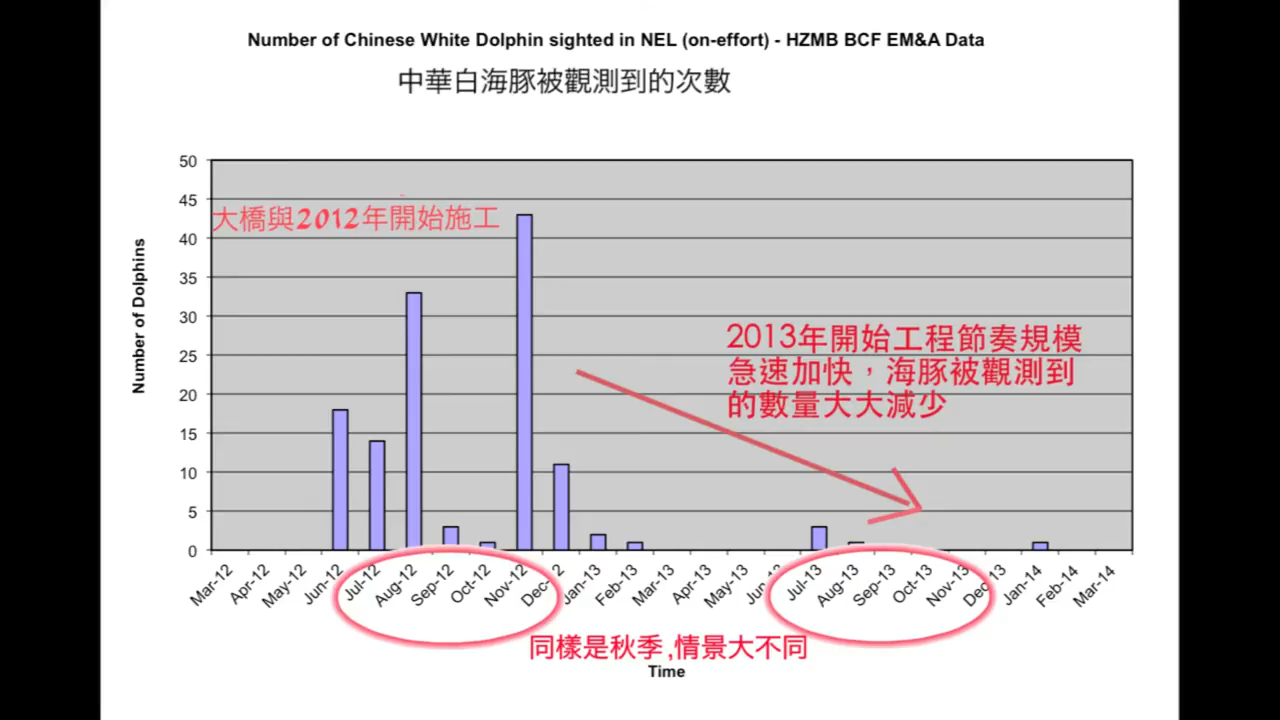 Number of Chinese White Dolphin sighted in NEL (on-effort) - HZMB BCF EM&A Data
中華白海豚被觀測到的次數
50
45
大橋與2012年開始施工
40
35
30
25
20
15
10
5
0
Number of Dolphins
2013年開始工程節奏規模
急速加快，海豚被觀測到
的數量大大減少
Mar-12
Apr-12
May-12
Jun-12
Jul-12
Aug-12
Sep-12
Oct-12
Nov-12
Dec-12
Jan-13
Feb-13
Mar-13
Apr-13
May-13
Jun-13
Jul-13
Aug-13
Sep-13
Oct-13
Nov-13
Dec-13
Jan-14
Feb-14
Mar-14
同樣是秋季,情景大不同
Time